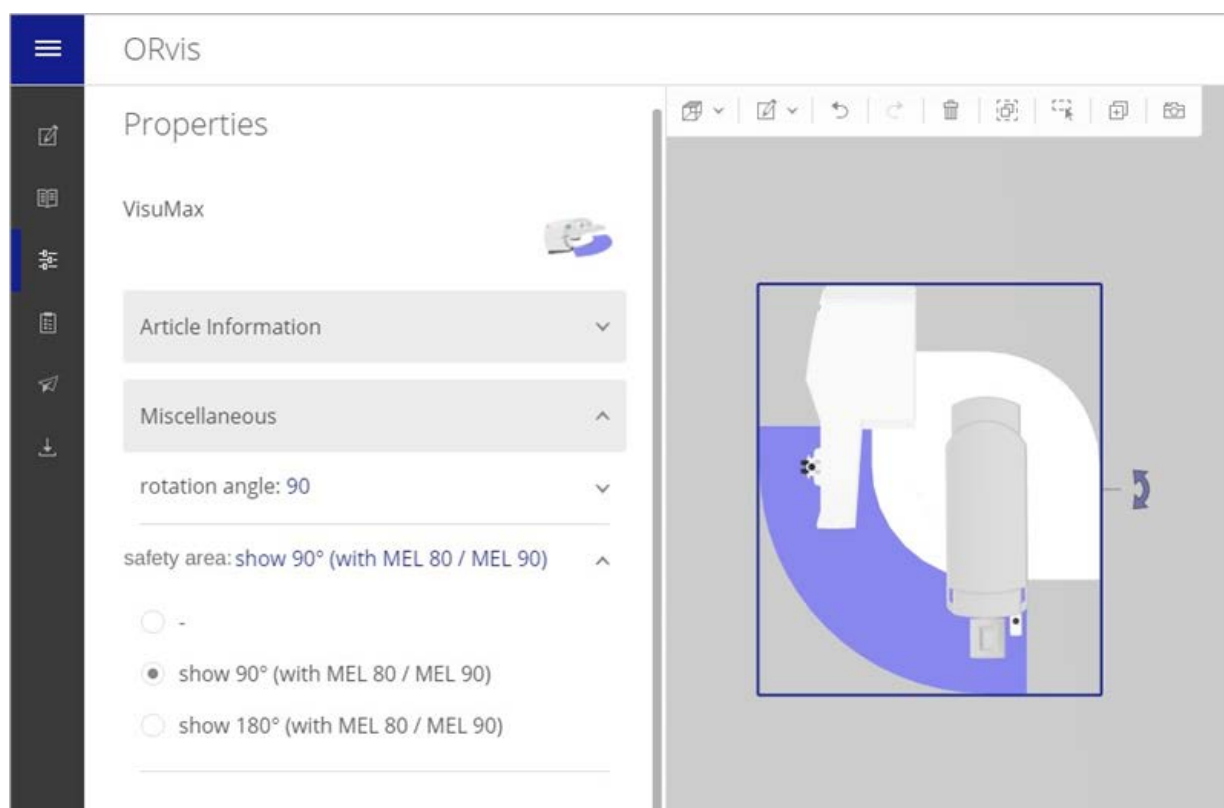 ORvis
Properties
VisuMax
Article Information
Miscellaneous
rotation angle: 90
safety area: show 90° (with MEL 80 / MEL 90)
-
show 90° (with MEL 80 / MEL 90)
show 180° (with MEL 80 / MEL 90)